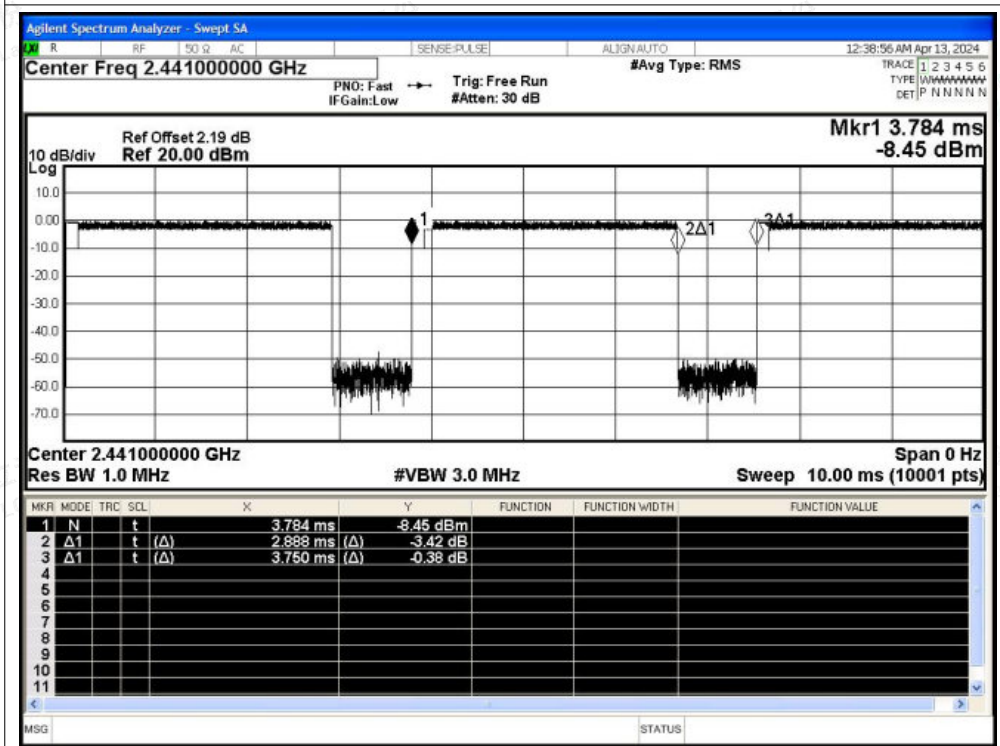 Agilent Spectrum Analyzer - Swept SA
LXI R RF 50 Ω AC SENSE:PULSE ALIGN AUTO 12:38:56 AM Apr 13, 2024
Center Freq 2.441000000 GHz #Avg Type: RMS TRACE 1 2 3 4 5 6
PNO: Fast Trig: Free Run TYPE WWWWWW
IFGain:Low #Atten: 30 dB DET P N N N N N
Mkr1 3.784 ms
Ref Offset 2.19 dB
10 dB/div Ref 20.00 dBm -8.45 dBm
Log
10.0
0.00
1 2Δ1 3Δ1
-10.0
-20.0
-30.0
-40.0
-50.0
-60.0
-70.0
Center 2.441000000 GHz Span 0 Hz
Res BW 1.0 MHz #VBW 3.0 MHz Sweep 10.00 ms (10001 pts)
MKR MODE TRC SCL X Y FUNCTION FUNCTION WIDTH FUNCTION VALUE
1 N t 3.784 ms -8.45 dBm
2 Δ1 t (Δ) 2.888 ms (Δ) -3.42 dB
3 Δ1 t (Δ) 3.750 ms (Δ) -0.38 dB
4
5
6
7
8
9
10
11
MSG STATUS